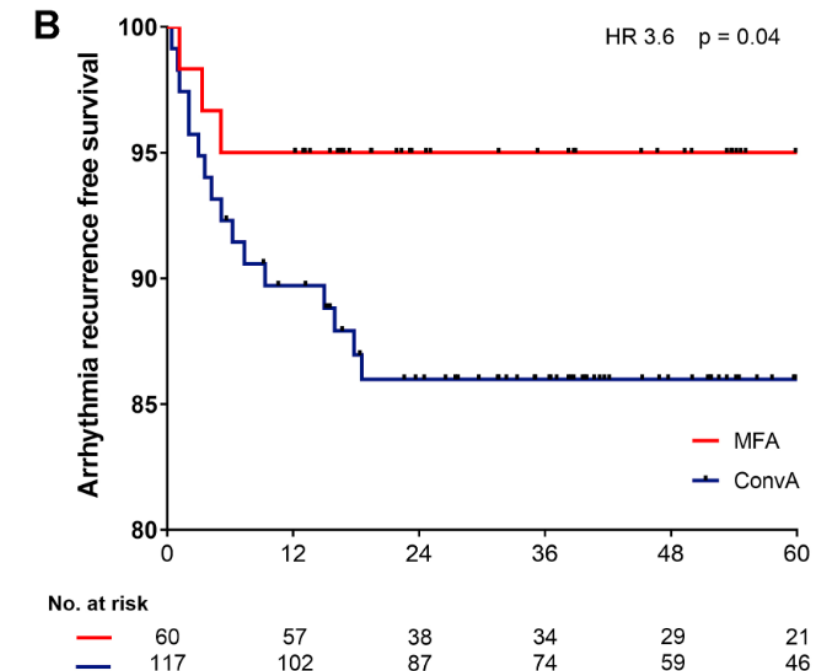 B
HR 3.6 p = 0.04
Arrhythmia recurrence free survival
100
95
90
85
80
MFA
ConvA
0 12 24 36 48 60
No. at risk
60 57 38 34 29 21
117 102 87 74 59 46